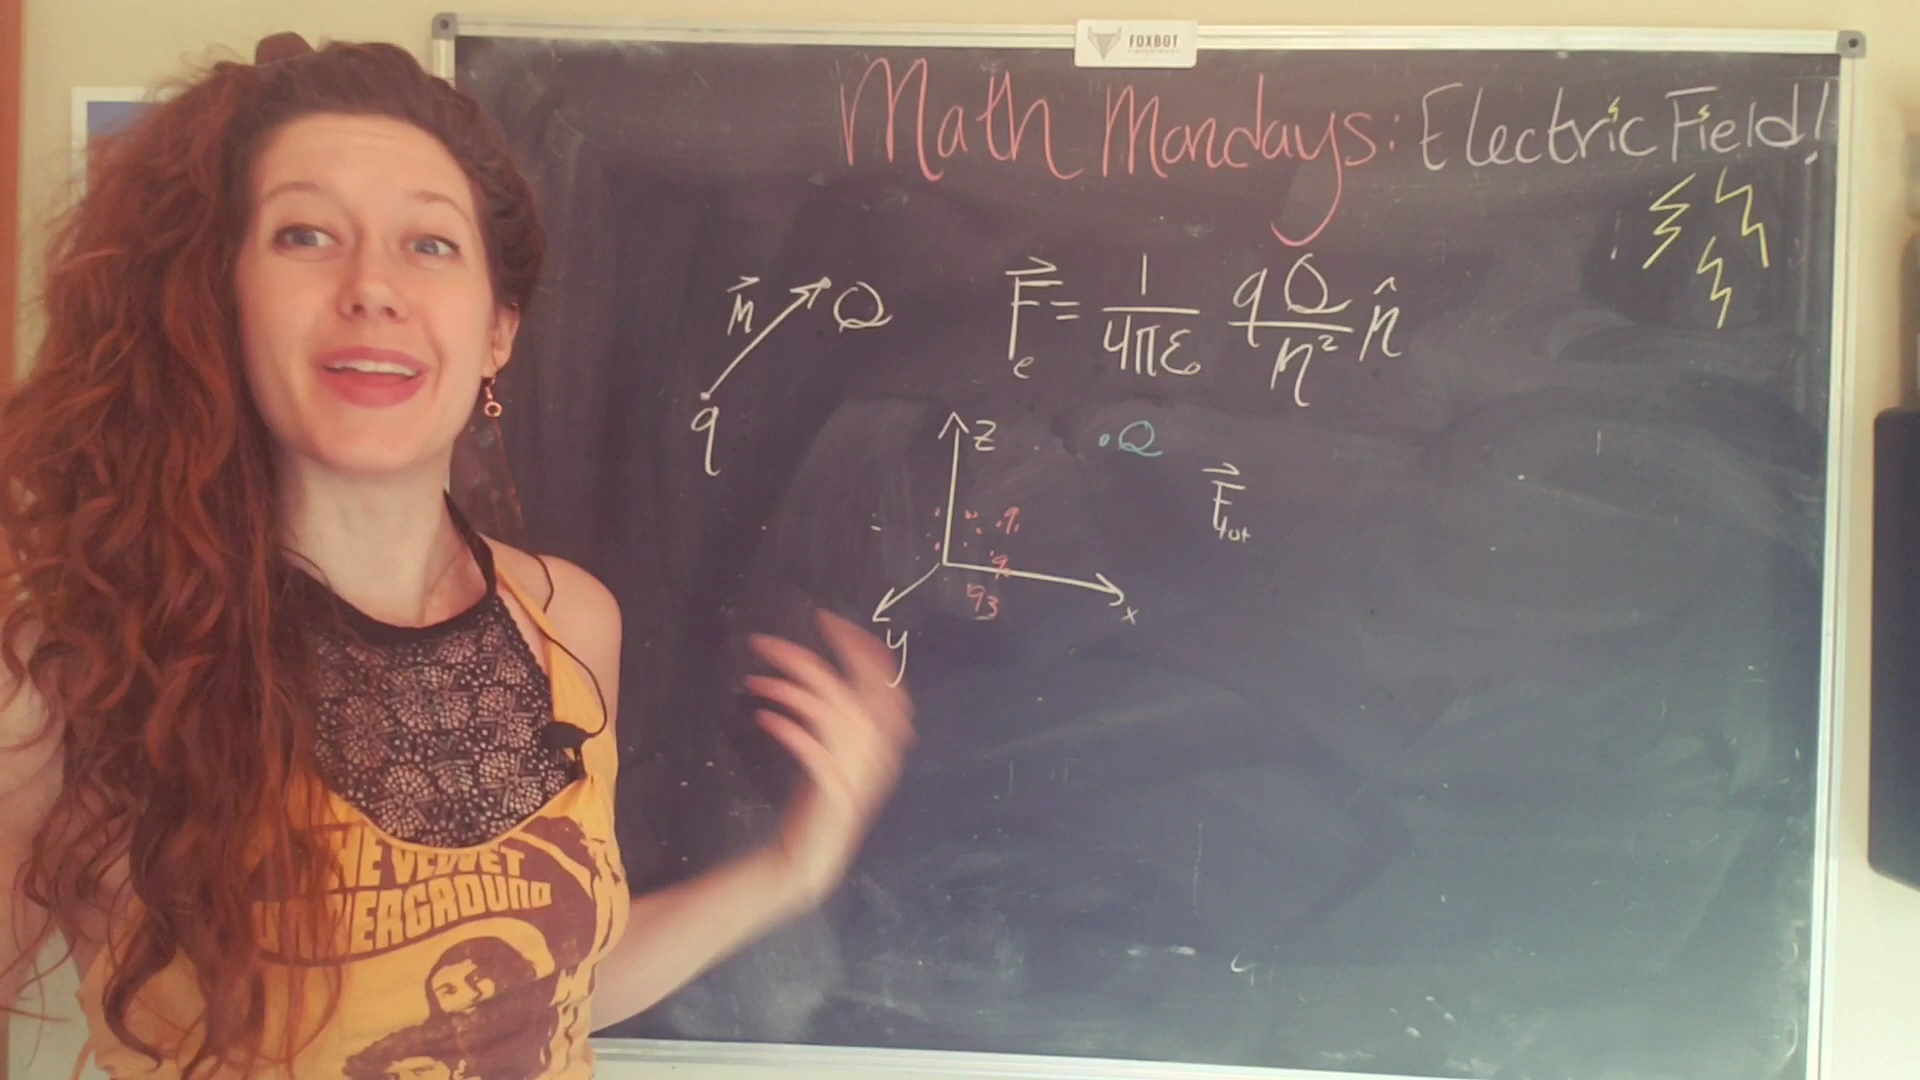 FOXBOT
Math Mondays: Electric Field!
r Q
F e = 1 / 4πε₀ qQ / r² r̂
q
z
Q
F tot
q₁
q₂
q3
x
y
THE VELVET
UNDERGROUND